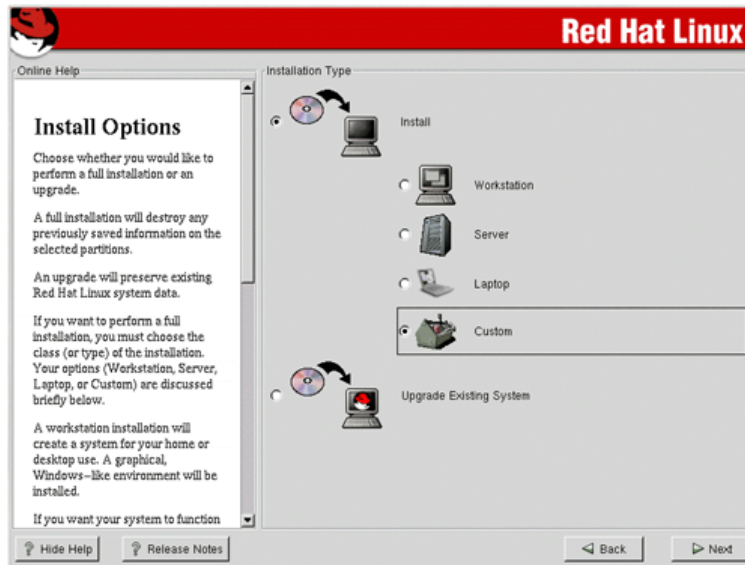 Red Hat Linux
Online Help
Install Options
Choose whether you would like to
perform a full installation or an
upgrade.
A full installation will destroy any
previously saved information on the
selected partitions.
An upgrade will preserve existing
Red Hat Linux system data.
If you want to perform a full
installation, you must choose the
class (or type) of the installation.
Your options (Workstation, Server,
Laptop, or Custom) are discussed
briefly below.
A workstation installation will
create a system for your home or
desktop use. A graphical,
Windows-like environment will be
installed.
If you want your system to function
Installation Type
Install
Workstation
Server
Laptop
Custom
Upgrade Existing System
Hide Help
Release Notes
Back
Next